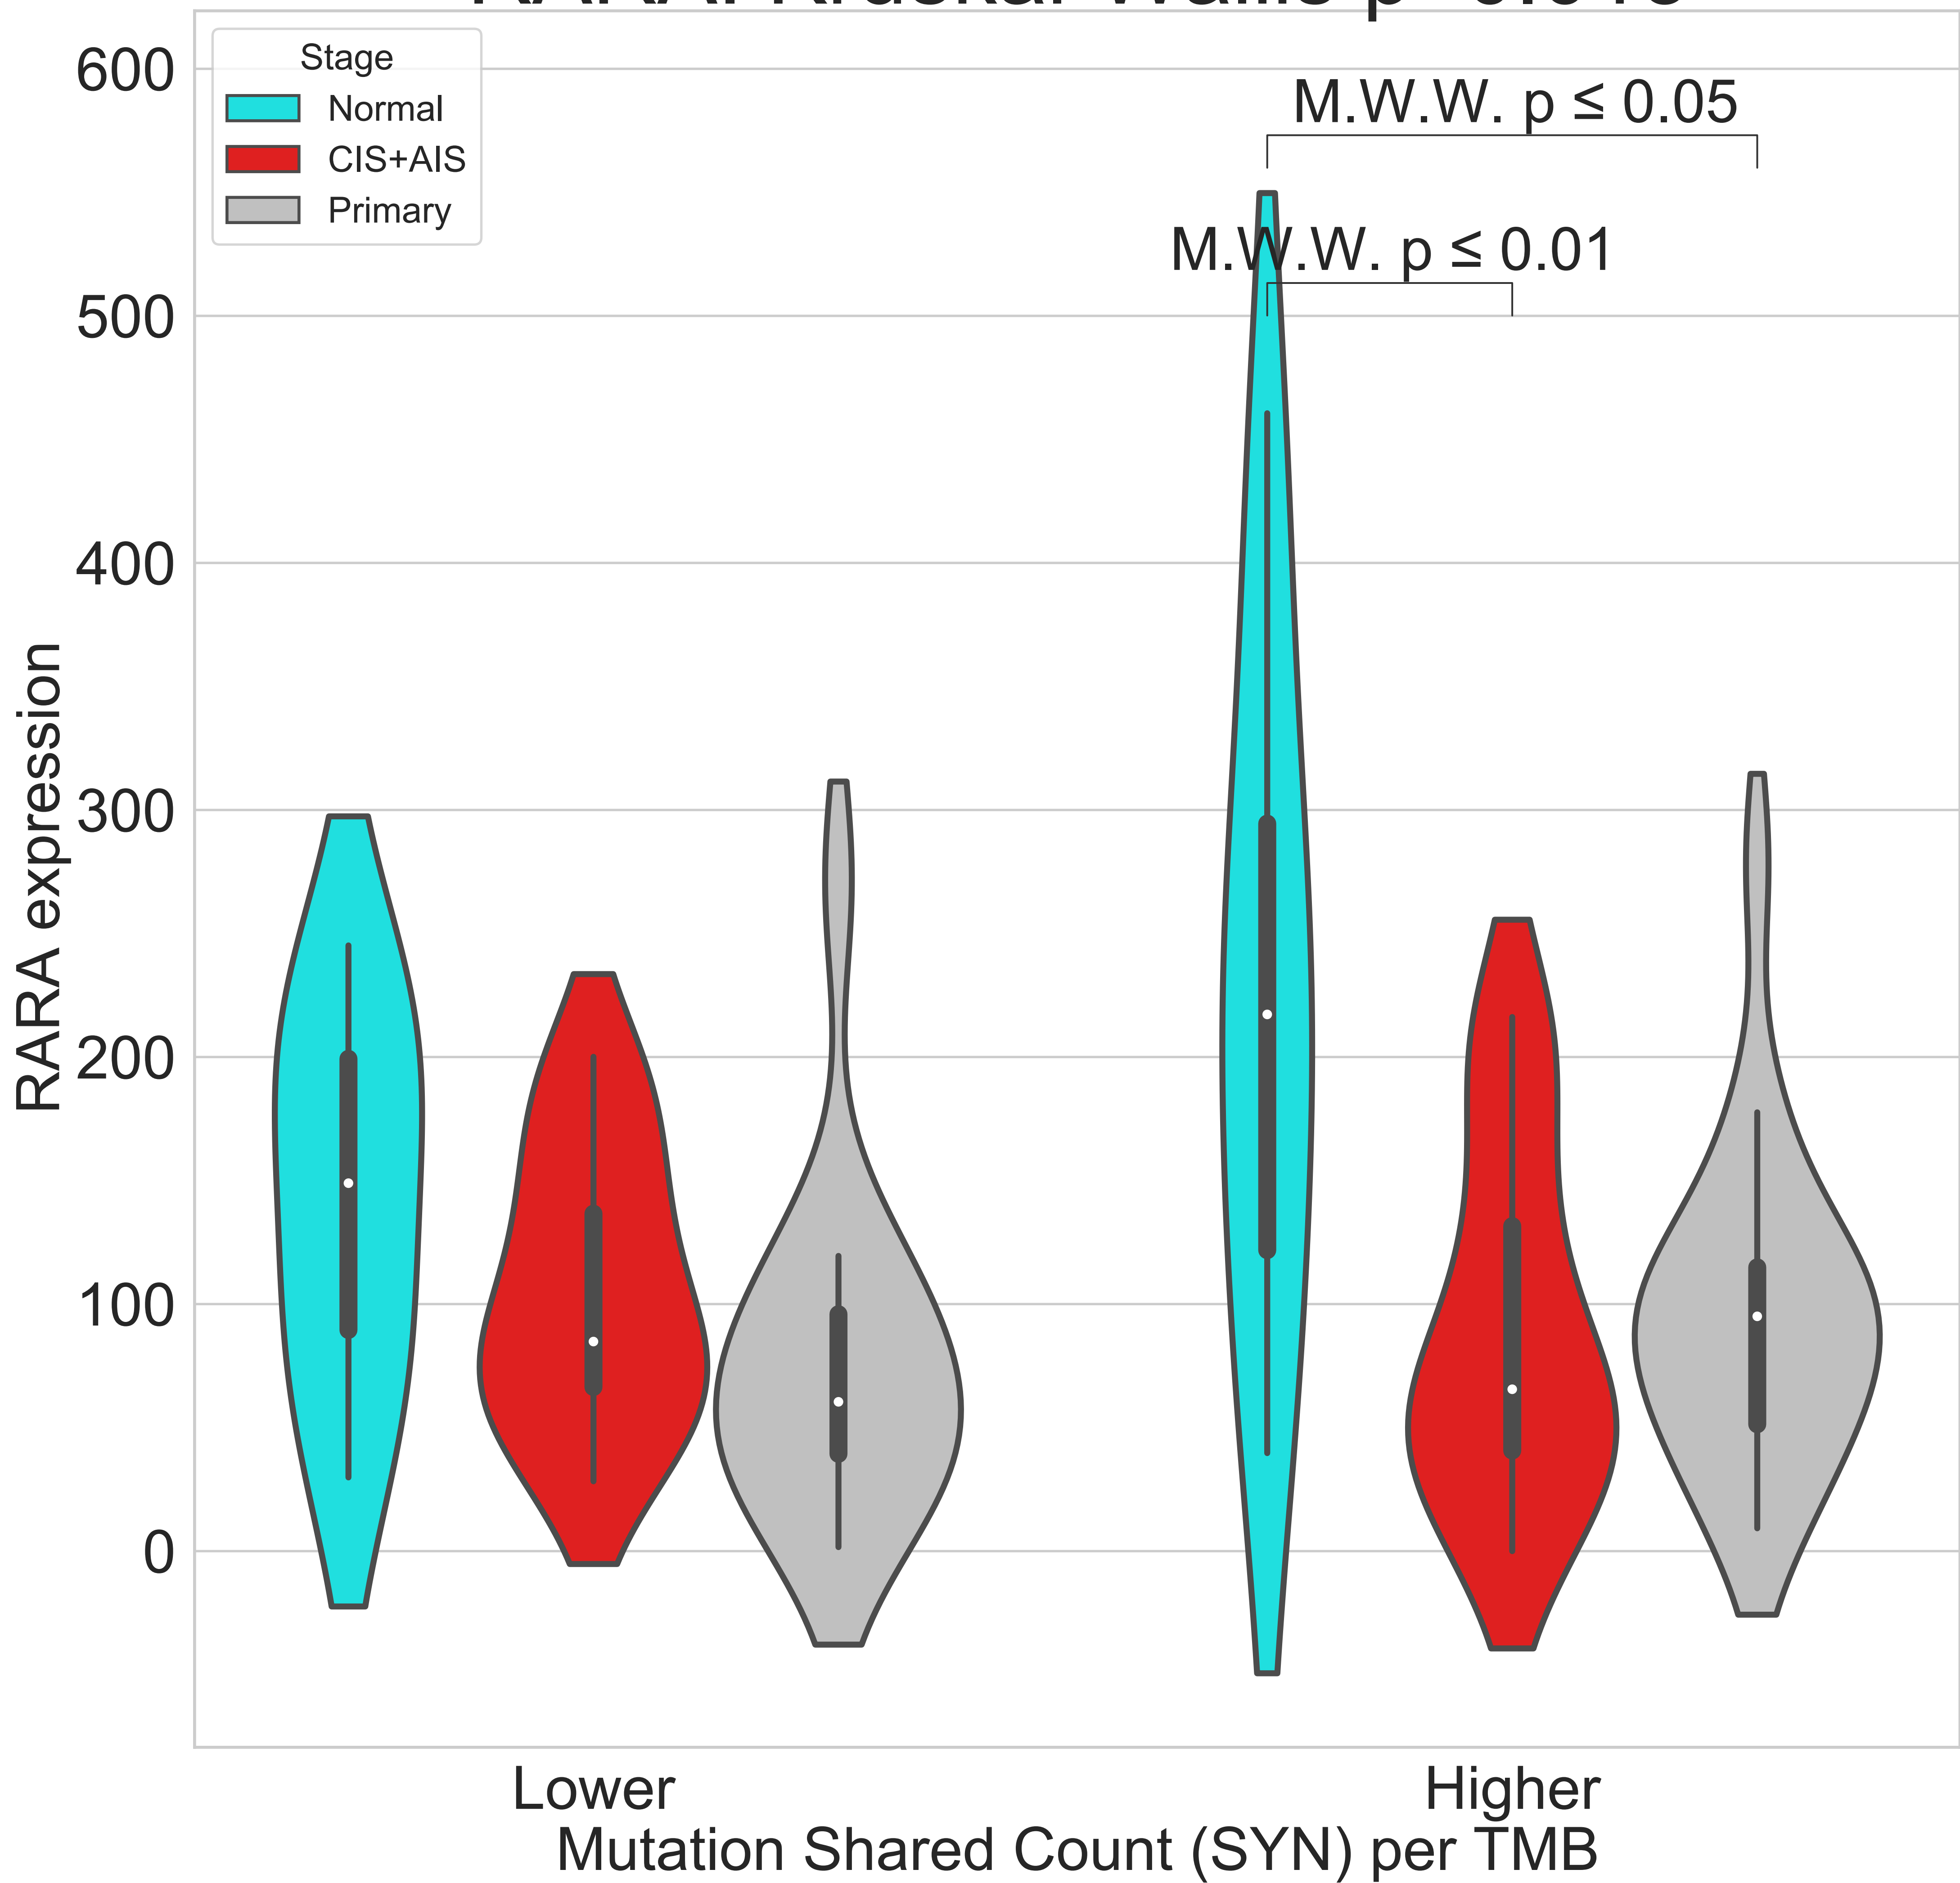 600
500
400
300
200
100
0
RARA expression
Stage
Normal
CIS+AIS
Primary
M.W.W. p ≤ 0.05
M.W.W. p ≤ 0.01
Lower
Higher
Mutation Shared Count (SYN) per TMB